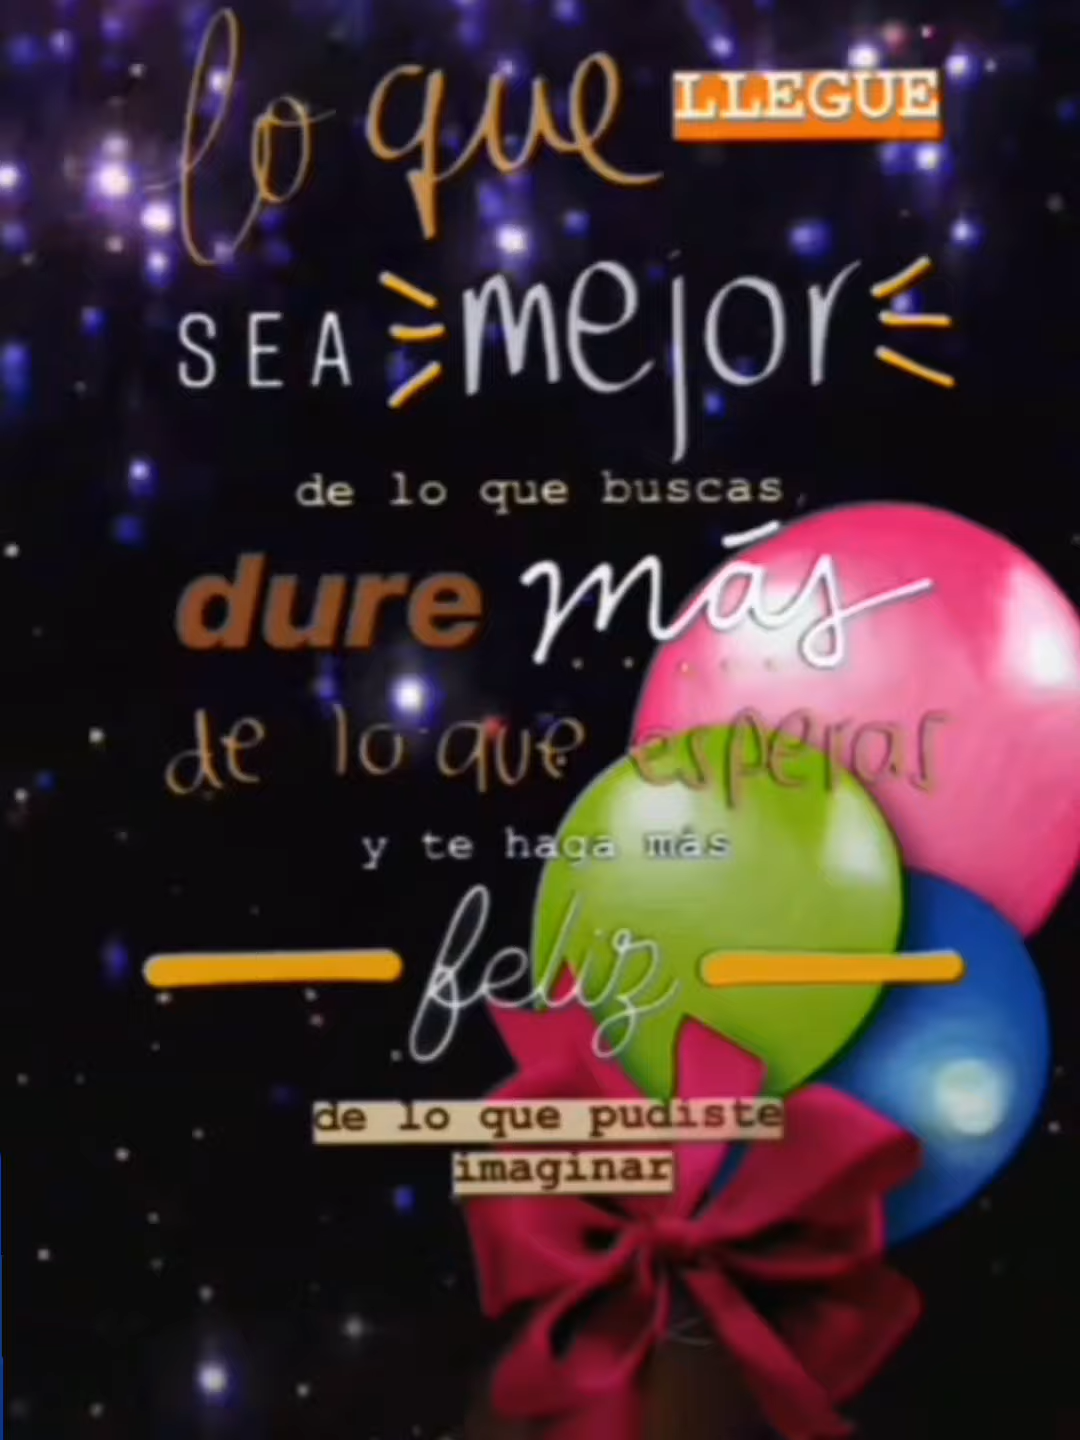 lo que LLEGUE
SEA mejor
de lo que buscas,
dure más
de lo que esperas
y te haga más
feliz
de lo que pudiste
imaginar